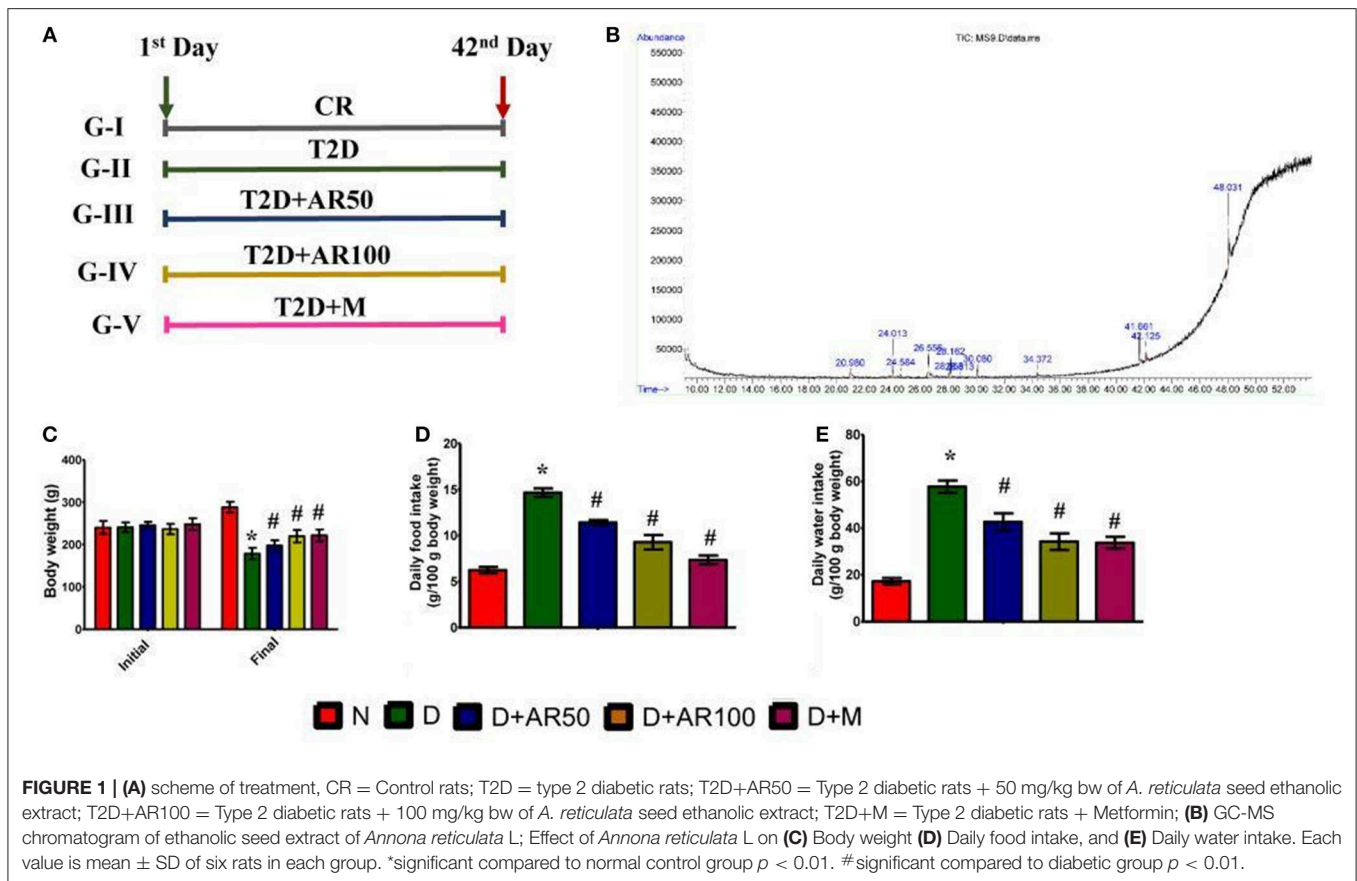 A
1st Day
42nd Day
G-I
CR
G-II
T2D
G-III
T2D+AR50
G-IV
T2D+AR100
G-V
T2D+M
B
Abundance
TIC: MS9.D\data.ms
550000
500000
450000
400000
350000
300000
250000
200000
150000
100000
50000
20.980
24.013
24.584
26.555
28.162
30.080
34.372
41.661
42.125
48.031
Time-->
10.00 12.00 14.00 16.00 18.00 20.00 22.00 24.00 26.00 28.00 30.00 32.00 34.00 36.00 38.00 40.00 42.00 44.00 46.00 48.00 50.00 52.00
C
Body weight (g)
400
300
200
100
0
* # # #
Initial
Final
D
Daily food intake
(g/100 g body weight)
20
15
10
5
0
* # # #
E
Daily water intake
(g/100 g body weight)
80
60
40
20
0
* # # #
N D D+AR50 D+AR100 D+M
FIGURE 1 | (A) scheme of treatment, CR = Control rats; T2D = type 2 diabetic rats; T2D+AR50 = Type 2 diabetic rats + 50 mg/kg bw of A. reticulata seed ethanolic
extract; T2D+AR100 = Type 2 diabetic rats + 100 mg/kg bw of A. reticulata seed ethanolic extract; T2D+M = Type 2 diabetic rats + Metformin; (B) GC-MS
chromatogram of ethanolic seed extract of Annona reticulata L; Effect of Annona reticulata L on (C) Body weight (D) Daily food intake, and (E) Daily water intake. Each
value is mean ± SD of six rats in each group. *significant compared to normal control group p < 0.01. #significant compared to diabetic group p < 0.01.